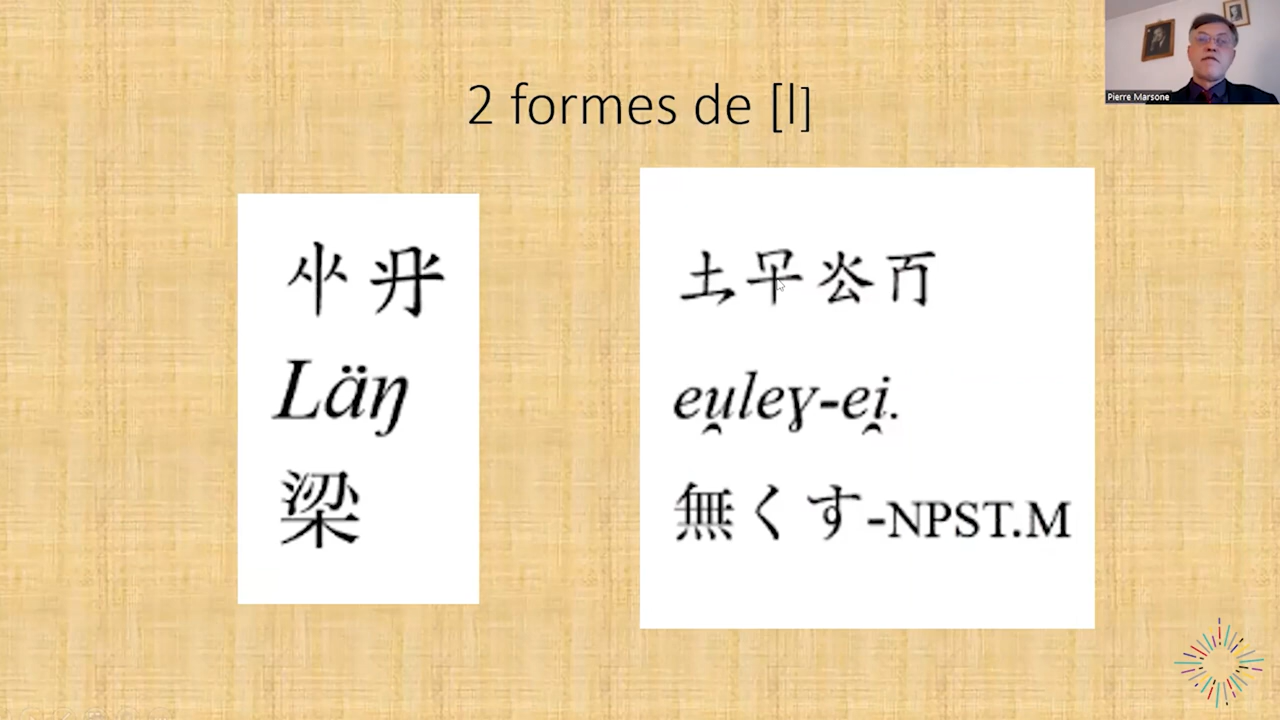 Pierre Marsone
2 formes de [l]
Läŋ
梁
eu̯leɣ-ei̯.
無くす-NPST.M